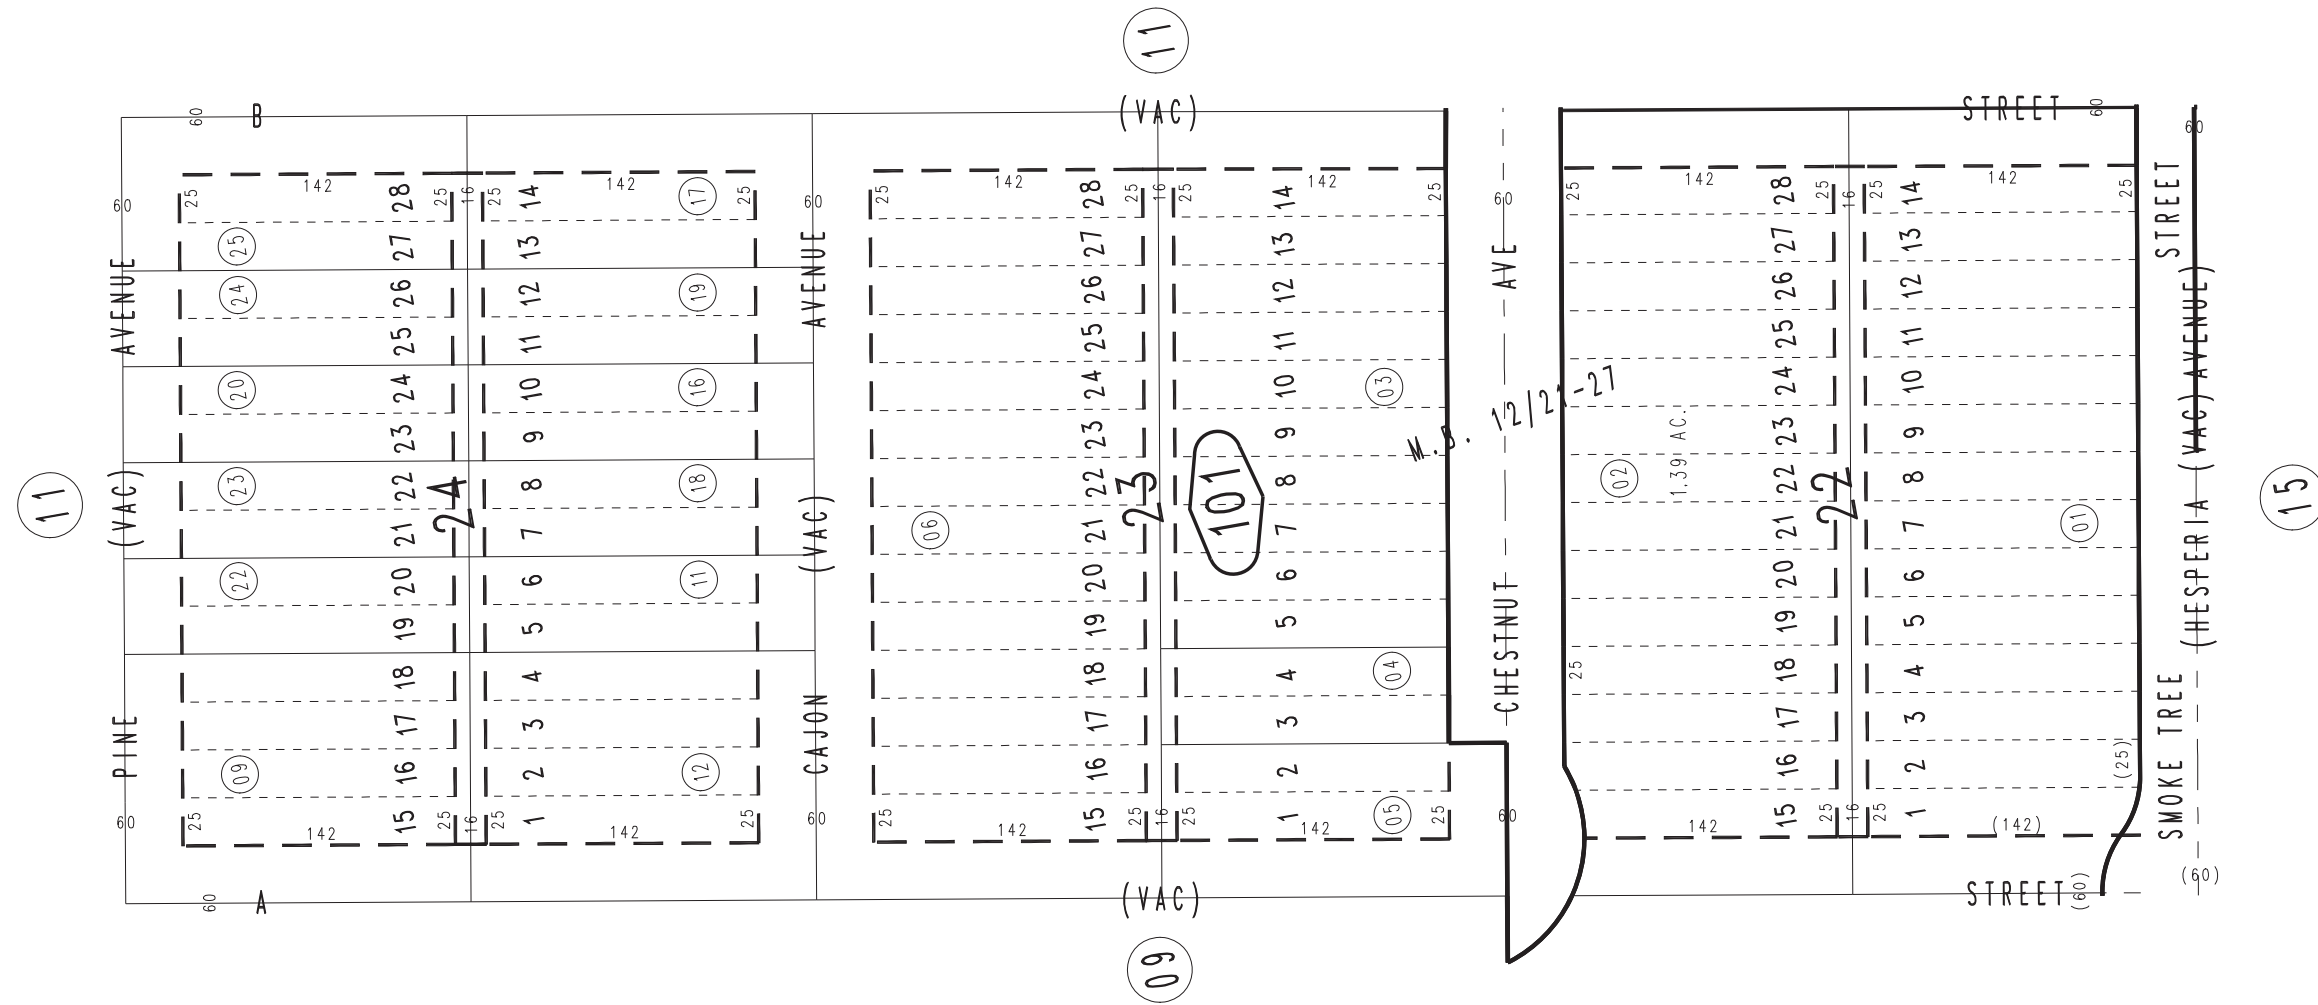 11
60 B (VAC) STREET 60
60
25 142 28 25 16 25 14 142 17 25
25 27 13
24 26 12 19
25 11
20 24 10 16
23 9
23 22 8 18
21 7
22 20 6 11
19 5
18 4
17 3
09 16 2 12
25 142 15 25 16 25 1 142 25
24
60 AVENUE (VAC) PINE 60
11
60 AVENUE (VAC) CAJON 60
25 142 28 25 16 25 14 142 25
27 13
26 12
25 11
24 10 03
23 9
22 8
06 21 7
20 6
19 5
18 4 04
17 3
16 2
25 142 15 25 16 25 1 142 05 25
23
101
60 AVE CHESTNUT 60
M.B. 12/21-27
25 142 28 25 16 25 14 142 25
27 13
26 12
25 11
24 10
23 9
02 1.39 AC. 22 8
21 7 01
20 6
19 5
25 18 4
17 3
16 2 (25)
142 15 25 16 25 1 (142)
22
STREET SMOKE TREE
60 (HESPERIA (VAC) AVENUE) (60)
15
60 A (VAC) STREET (60)
09